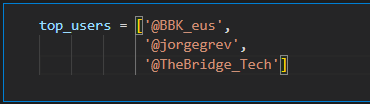 top_users = ['@BBK_eus',
'@jorgegrev',
'@TheBridge_Tech']